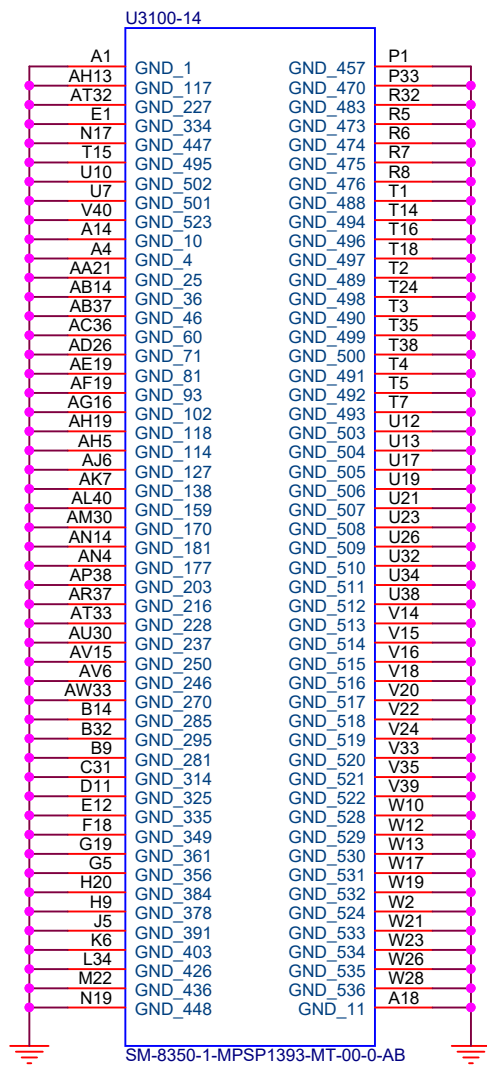 U3100-14
A1 GND_1 GND_457 P1
AH13 GND_117 GND_470 P33
AT32 GND_227 GND_483 R32
E1 GND_334 GND_473 R5
N17 GND_447 GND_474 R6
T15 GND_495 GND_475 R7
U10 GND_502 GND_476 R8
U7 GND_501 GND_488 T1
V40 GND_523 GND_494 T14
A14 GND_10 GND_496 T16
A4 GND_4 GND_497 T18
AA21 GND_25 GND_489 T2
AB14 GND_36 GND_498 T24
AB37 GND_46 GND_490 T3
AC36 GND_60 GND_499 T35
AD26 GND_71 GND_500 T38
AE19 GND_81 GND_491 T4
AF19 GND_93 GND_492 T5
AG16 GND_102 GND_493 T7
AH19 GND_118 GND_503 U12
AH5 GND_114 GND_504 U13
AJ6 GND_127 GND_505 U17
AK7 GND_138 GND_506 U19
AL40 GND_159 GND_507 U21
AM30 GND_170 GND_508 U23
AN14 GND_181 GND_509 U26
AN4 GND_177 GND_510 U32
AP38 GND_203 GND_511 U34
AR37 GND_216 GND_512 U38
AT33 GND_228 GND_513 V14
AU30 GND_237 GND_514 V15
AV15 GND_250 GND_515 V16
AV6 GND_246 GND_516 V18
AW33 GND_270 GND_517 V20
B14 GND_285 GND_518 V22
B32 GND_295 GND_519 V24
B9 GND_281 GND_520 V33
C31 GND_314 GND_521 V35
D11 GND_325 GND_522 V39
E12 GND_335 GND_528 W10
F18 GND_349 GND_529 W12
G19 GND_361 GND_530 W13
G5 GND_356 GND_531 W17
H20 GND_384 GND_532 W19
H9 GND_378 GND_524 W2
J5 GND_391 GND_533 W21
K6 GND_403 GND_534 W23
L34 GND_426 GND_535 W26
M22 GND_436 GND_536 W28
N19 GND_448 GND_11 A18
SM-8350-1-MPSP1393-MT-00-0-AB